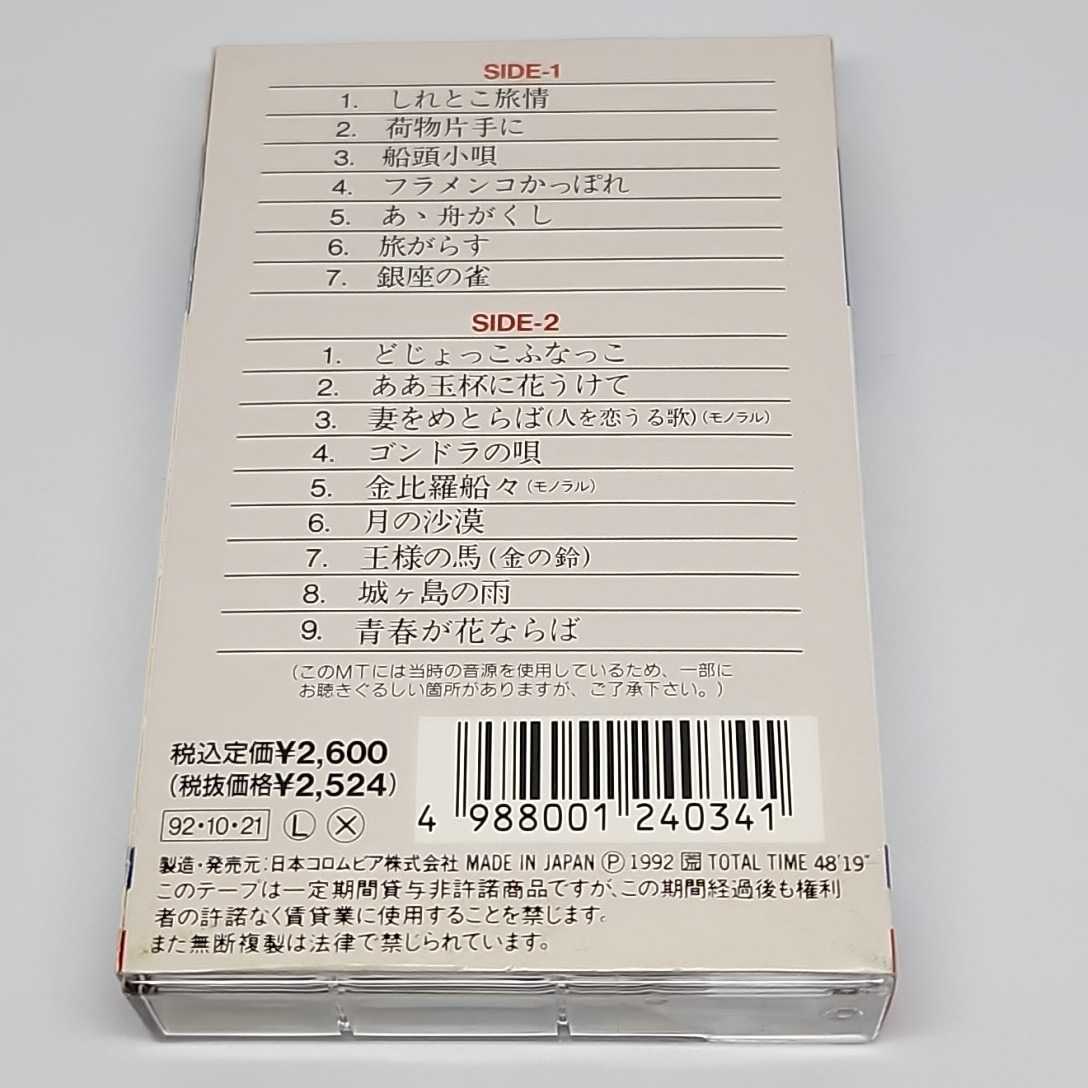 SIDE-1
1. しれとこ旅情
2. 荷物片手に
3. 船頭小唄
4. フラメンコかっぽれ
5. あゝ舟がくし
6. 旅がらす
7. 銀座の雀
SIDE-2
1. どじょっこふなっこ
2. ああ玉杯に花うけて
3. 妻をめとらば(人を恋うる歌)(モノラル)
4. ゴンドラの唄
5. 金比羅船々(モノラル)
6. 月の沙漠
7. 王様の馬(金の鈴)
8. 城ヶ島の雨
9. 青春が花ならば
(このMTには当時の音源を使用しているため、一部に
お聴きぐるしい箇所がありますが、ご了承下さい。)
税込定価¥2,600
(税抜価格¥2,524)
92・10・21 Ⓛ Ⓧ
4 988001 240341
製造・発売元:日本コロムビア株式会社 MADE IN JAPAN Ⓟ 1992 TOTAL TIME 48'19"
このテープは一定期間貸与非許諾商品ですが、この期間経過後も権利
者の許諾なく賃貸業に使用することを禁じます。
また無断複製は法律で禁じられています。